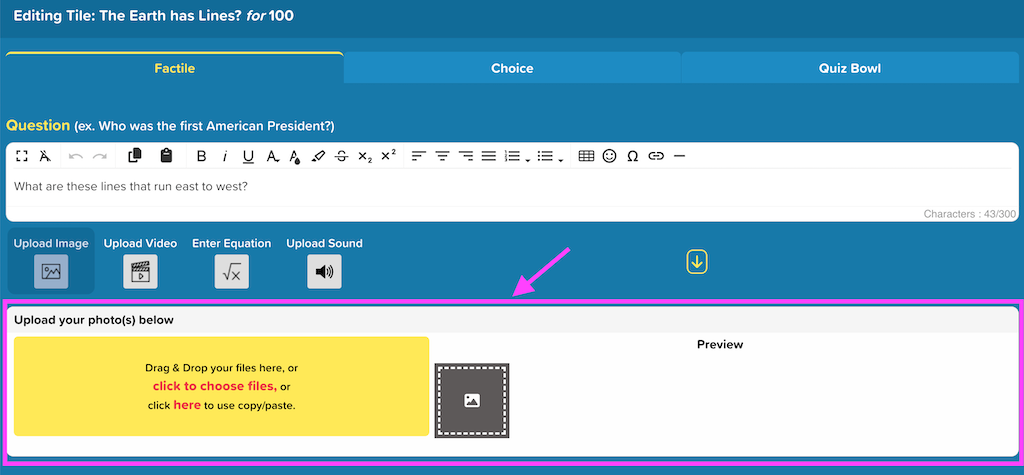 Editing Tile: The Earth has Lines? for 100
Factile
Choice
Quiz Bowl
Question (ex. Who was the first American President?)
B i U A A S X₂ X² Ω
What are these lines that run east to west?
Characters : 43/300
Upload Image
Upload Video
Enter Equation
Upload Sound
√x
Upload your photo(s) below
Preview
Drag & Drop your files here, or
click to choose files, or
click here to use copy/paste.